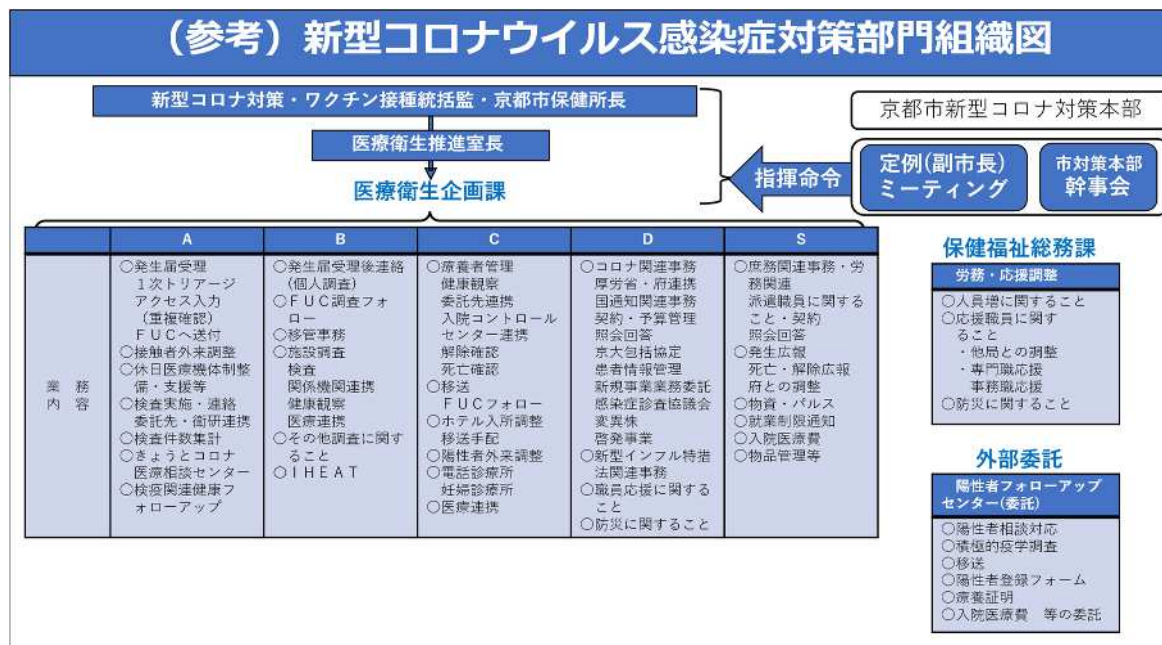 （参考）新型コロナウイルス感染症対策部門組織図
新型コロナ対策・ワクチン接種統括監・京都市保健所長
医療衛生推進室長
医療衛生企画課
指揮命令
京都市新型コロナ対策本部
定例(副市長)
ミーティング
市対策本部
幹事会
業務
内容
A
○発生届受理
１次トリアージ
アクセス入力
（重複確認）
ＦＵＣへ送付
○接触者外来調整
○休日医療機体制整
備・支援等
○検査実施・連絡
委託先・衛研連携
○検査件数集計
○きょうとコロナ
医療相談センター
○検疫関連健康フ
ォローアップ
B
○発生届受理後連絡
(個人調査)
○ＦＵＣ調査フォ
ロー
○移管事務
○施設調査
検査
関係機関連携
健康観察
医療連携
○その他調査に関す
ること
○ＩＨＥＡＴ
C
○療養者管理
健康観察
委託先連携
入院コントロール
センター連携
解除確認
死亡確認
○移送
ＦＵＣフォロー
○ホテル入所調整
移送手配
○陽性者外来調整
○電話診療所
妊婦診療所
○医療連携
D
○コロナ関連事務
厚労省・府連携
国通知関連事務
契約・予算管理
照会回答
京大包括協定
患者情報管理
新規事業業務委託
感染症診査協議会
変異株
啓発事業
○新型インフル特措
法関連事務
○職員応援に関する
こと
○防災に関すること
S
○庶務関連事務・労
務関連
派遣職員に関する
こと・契約
照会回答
○発生広報
死亡・解除広報
府との調整
○物資・パルス
○就業制限通知
○入院医療費
○物品管理等
保健福祉総務課
労務・応援調整
○人員増に関すること
○応援職員に関す
ること
・他局との調整
・専門職応援
事務職応援
○防災に関すること
外部委託
陽性者フォローアップ
センター(委託)
○陽性者相談対応
○積極的疫学調査
○移送
○陽性者登録フォーム
○療養証明
○入院医療費　等の委託